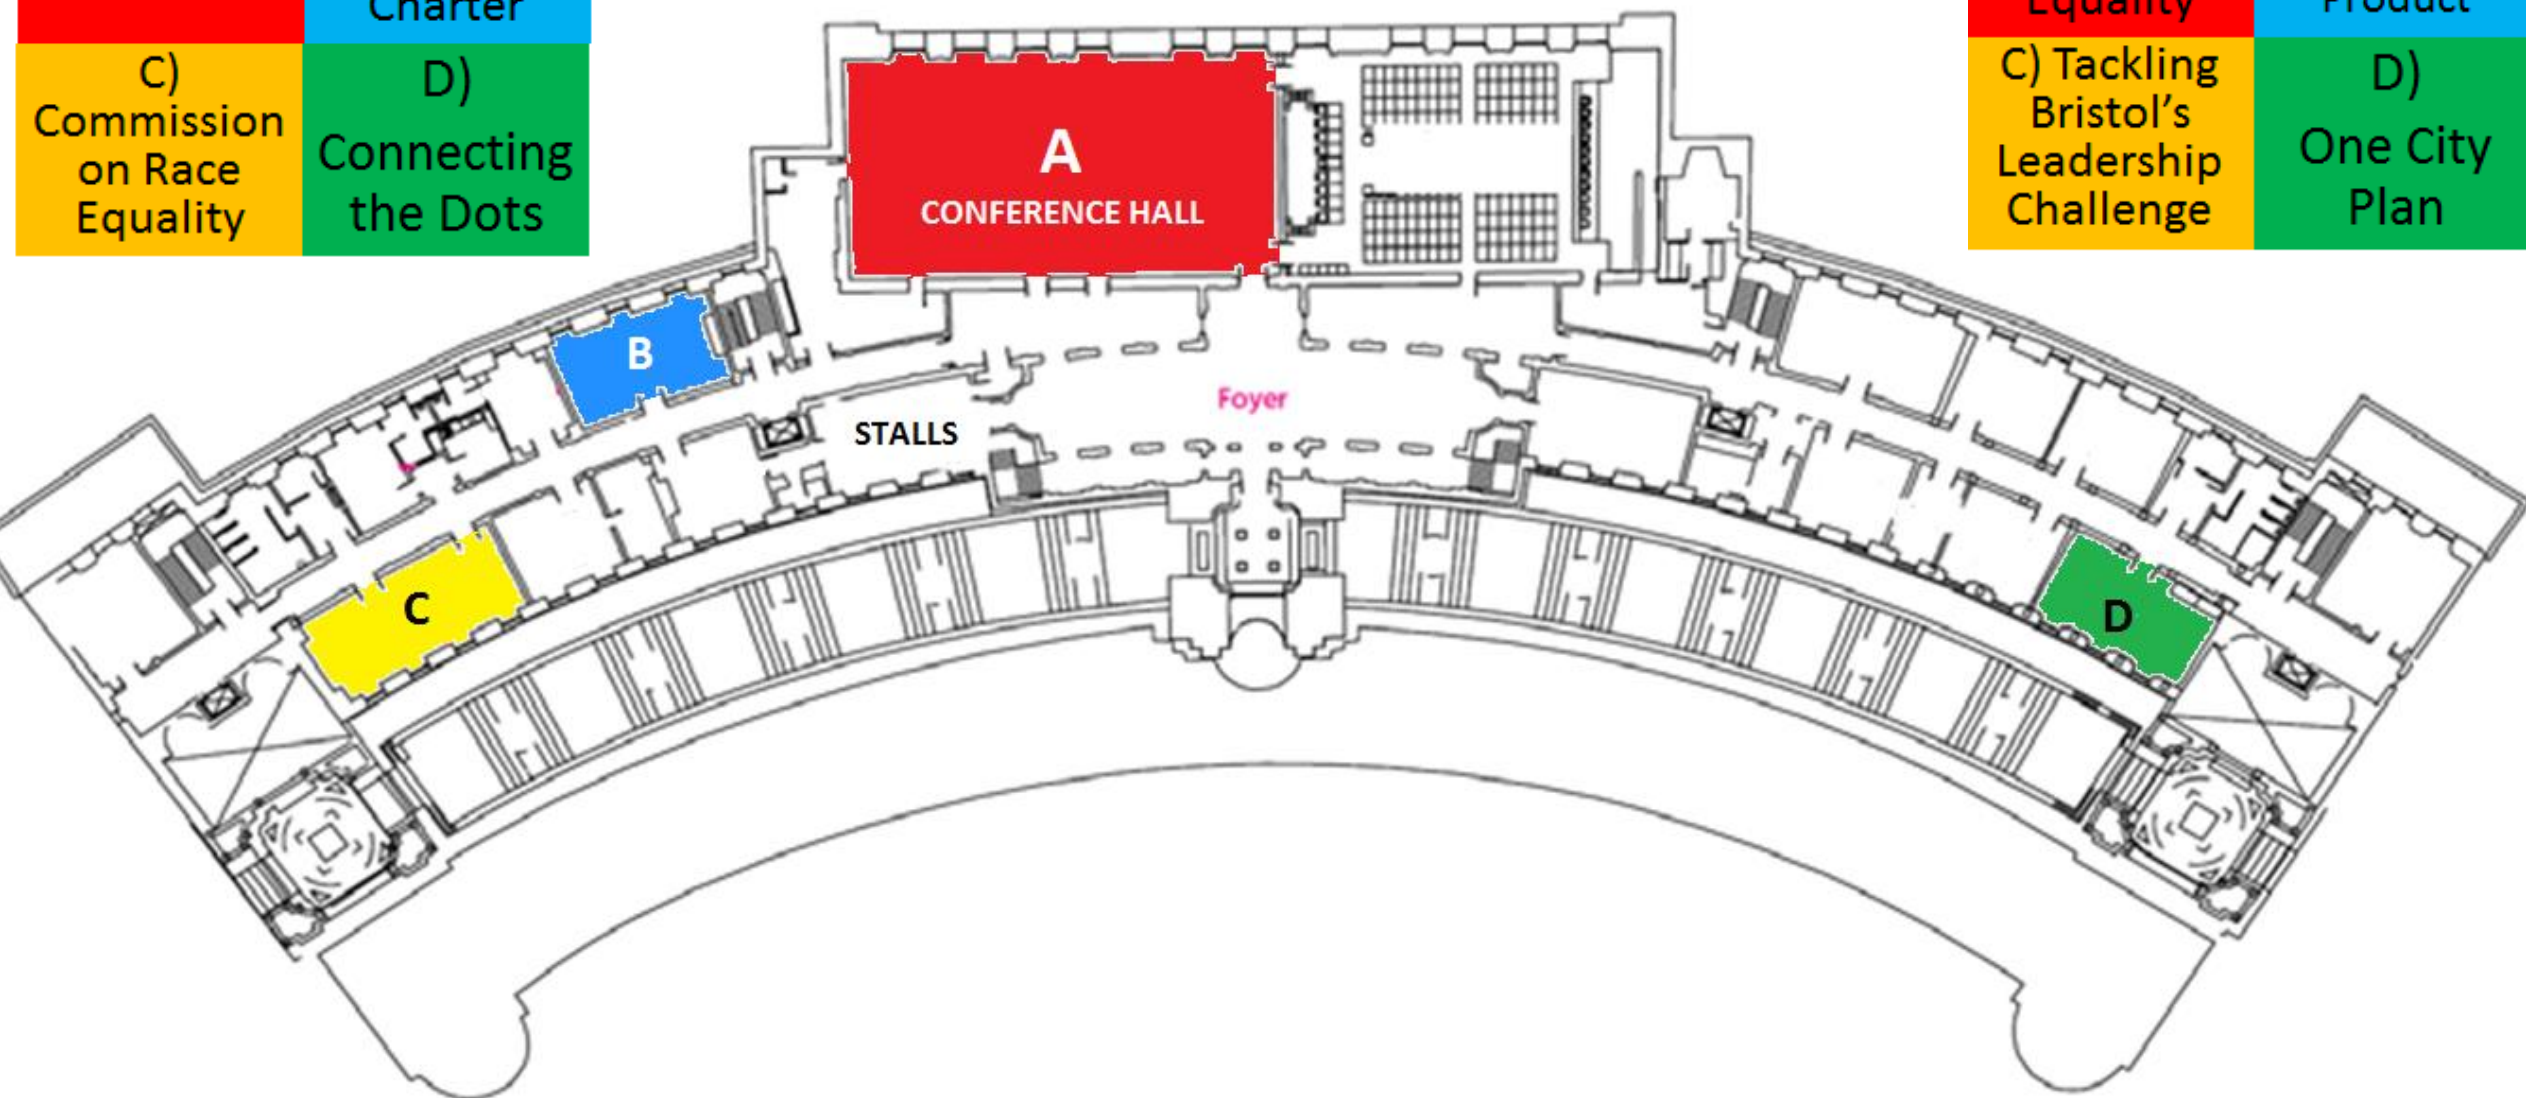 Charter
C)
Commission
on Race
Equality
D)
Connecting
the Dots
Equality
Product
C) Tackling
Bristol’s
Leadership
Challenge
D)
One City
Plan
A
CONFERENCE HALL
B
Foyer
STALLS
C
D